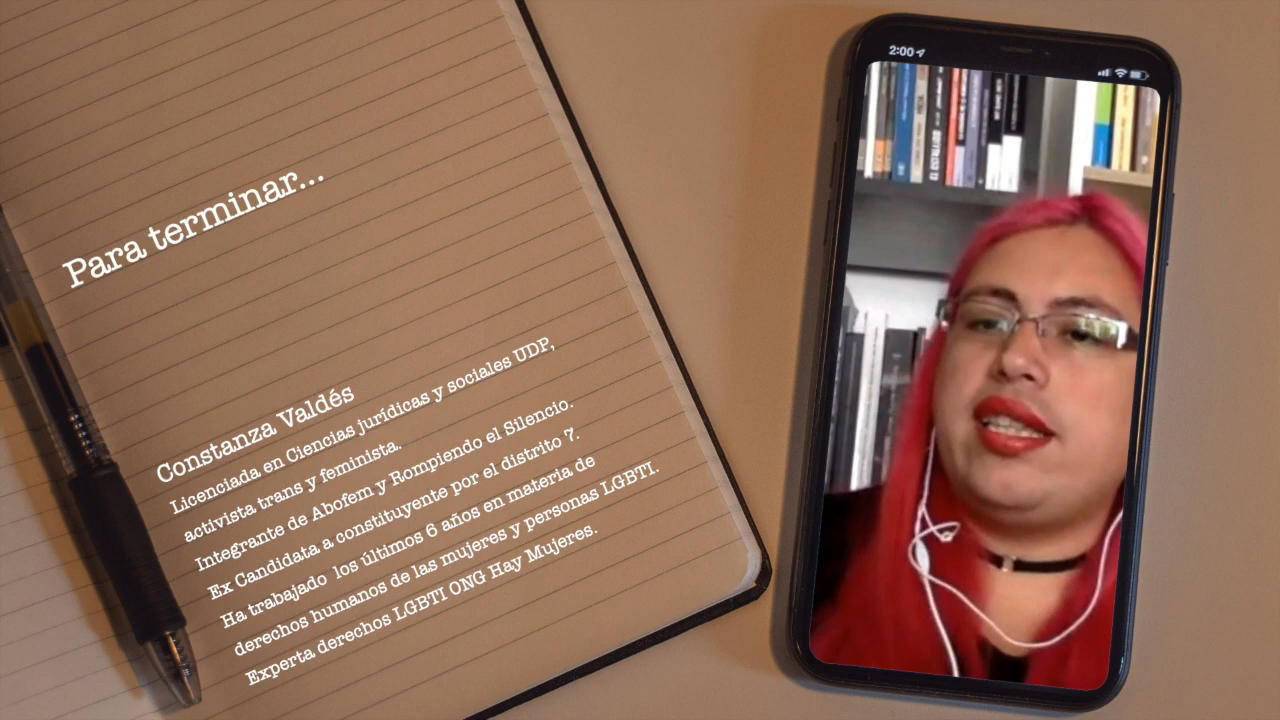 2:00
Para terminar...
Constanza Valdés
Licenciada en Ciencias jurídicas y sociales UDP,
activista trans y feminista.
Integrante de Abofem y Rompiendo el Silencio.
Ex Candidata a constituyente por el distrito 7.
Ha trabajado los últimos 6 años en materia de
derechos humanos de las mujeres y personas LGBTI.
Experta derechos LGBTI ONG Hay Mujeres.